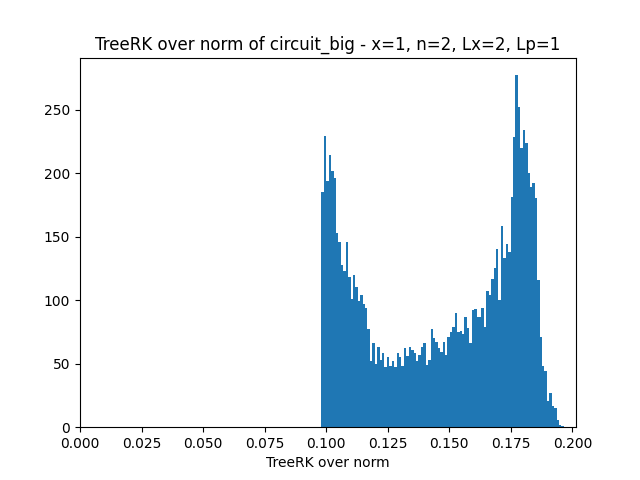 TreeRK over norm of circuit_big - x=1, n=2, Lx=2, Lp=1
250
200
150
100
50
0
0.000 0.025 0.050 0.075 0.100 0.125 0.150 0.175 0.200
TreeRK over norm